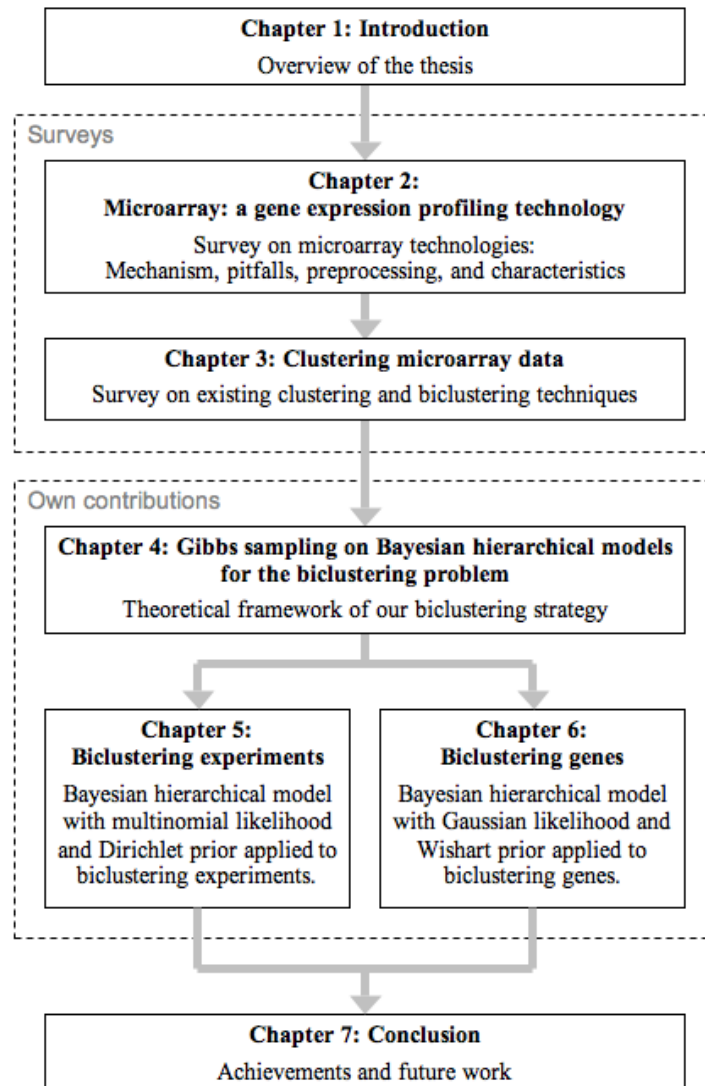 Chapter 1: Introduction
Overview of the thesis
Surveys
Chapter 2:
Microarray: a gene expression profiling technology
Survey on microarray technologies:
Mechanism, pitfalls, preprocessing, and characteristics
Chapter 3: Clustering microarray data
Survey on existing clustering and biclustering techniques
Own contributions
Chapter 4: Gibbs sampling on Bayesian hierarchical models
for the biclustering problem
Theoretical framework of our biclustering strategy
Chapter 5:
Biclustering experiments
Bayesian hierarchical model
with multinomial likelihood
and Dirichlet prior applied to
biclustering experiments.
Chapter 6:
Biclustering genes
Bayesian hierarchical model
with Gaussian likelihood and
Wishart prior applied to
biclustering genes.
Chapter 7: Conclusion
Achievements and future work